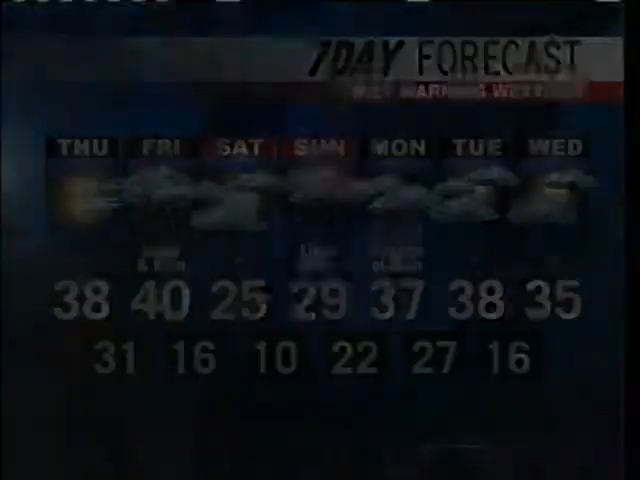 7DAY FORECAST
THU FRI SAT SUN MON TUE WED
38 40 25 29 37 38 35
31 16 10 22 27 16